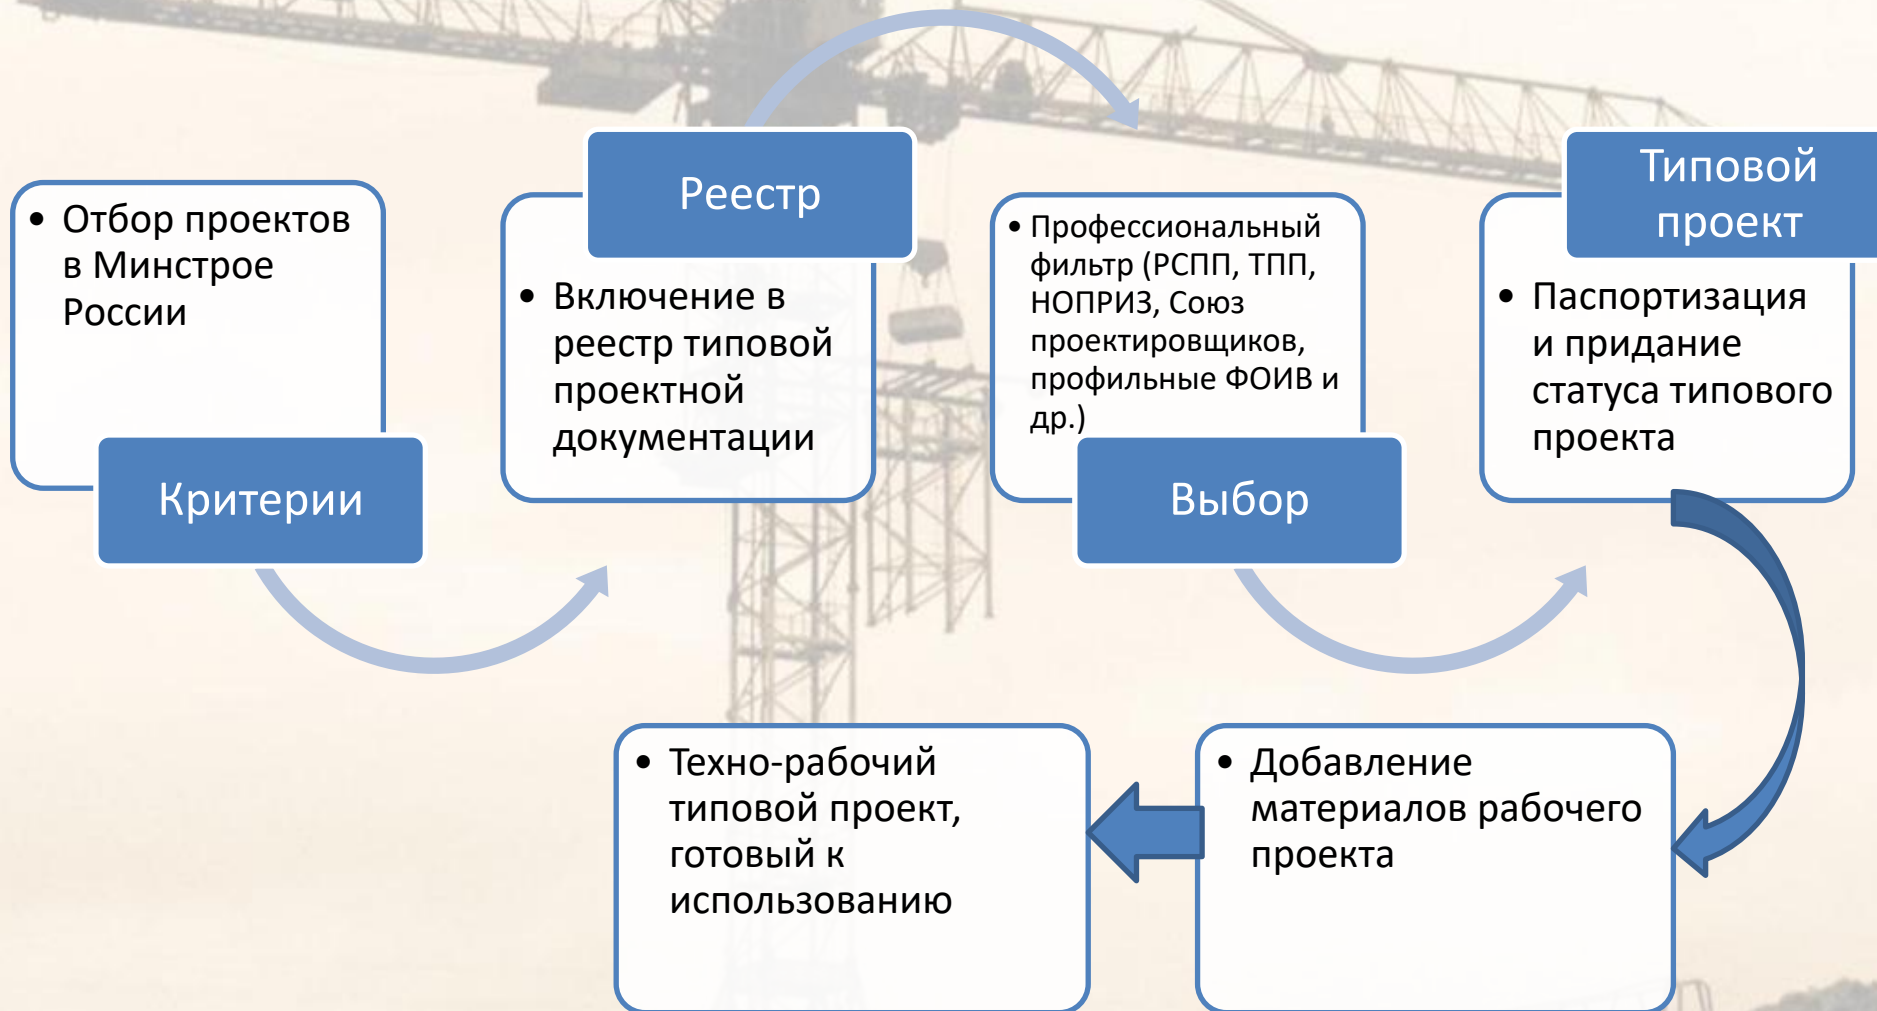 • Отбор проектов
в Минстрое
России
Критерии
Реестр
• Включение в
реестр типовой
проектной
документации
• Профессиональный
фильтр (РСПП, ТПП,
НОПРИЗ, Союз
проектировщиков,
профильные ФОИВ и
др.)
Выбор
Типовой
проект
• Паспортизация
и придание
статуса типового
проекта
• Техно-рабочий
типовой проект,
готовый к
использованию
• Добавление
материалов рабочего
проекта